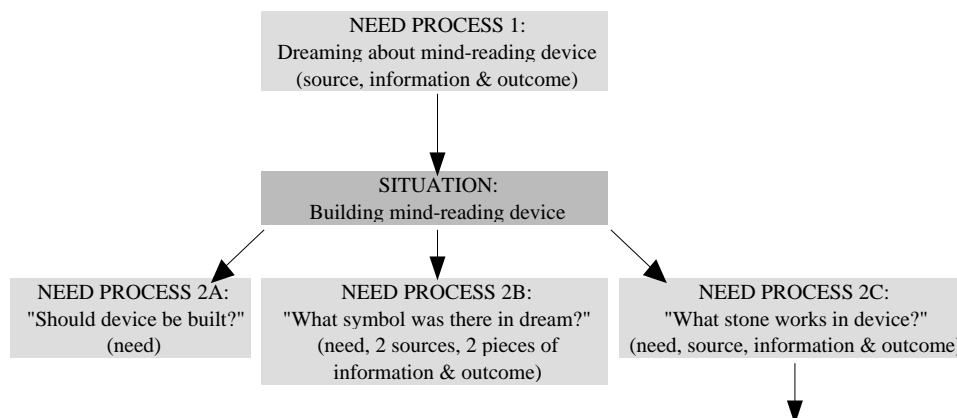 NEED PROCESS 1:
Dreaming about mind-reading device
(source, information & outcome)
SITUATION:
Building mind-reading device
NEED PROCESS 2A:
"Should device be built?"
(need)
NEED PROCESS 2B:
"What symbol was there in dream?"
(need, 2 sources, 2 pieces of
information & outcome)
NEED PROCESS 2C:
"What stone works in device?"
(need, source, information & outcome)